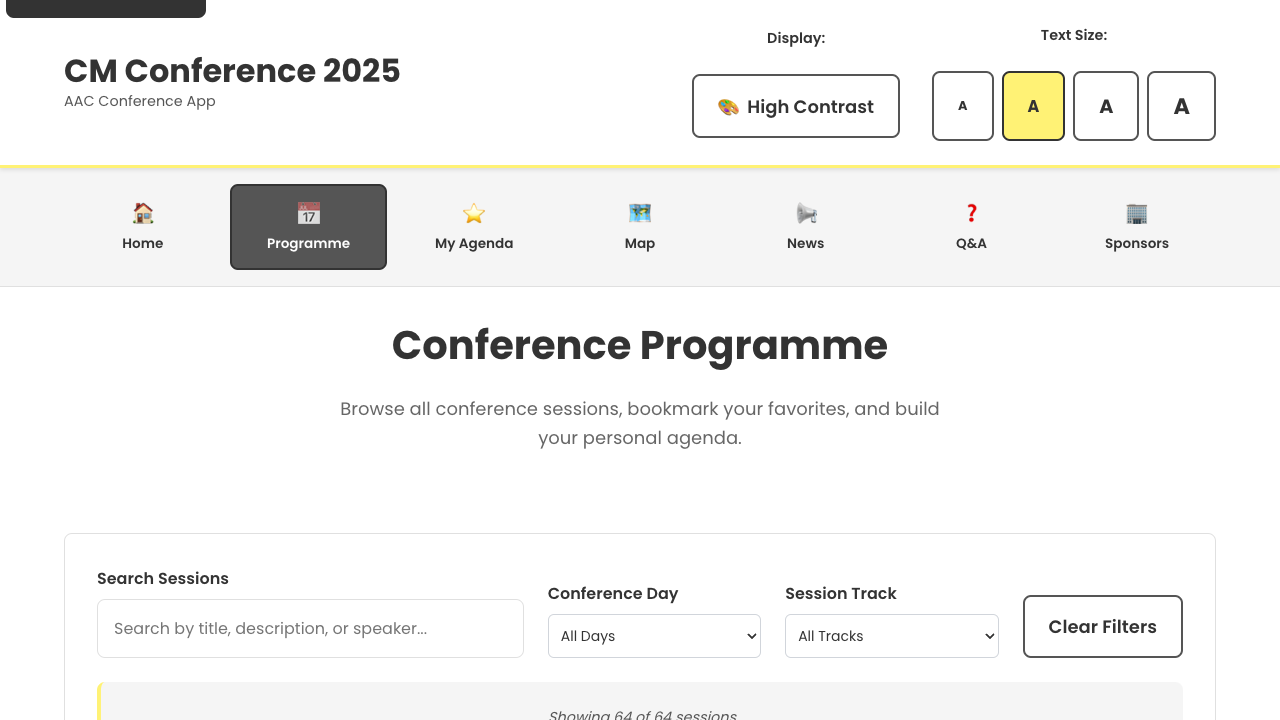 CM Conference 2025
AAC Conference App
Display:
🎨 High Contrast
Text Size:
A
A
A
A
Home
17
Programme
My Agenda
Map
News
❓
Q&A
Sponsors
Conference Programme
Browse all conference sessions, bookmark your favorites, and build
your personal agenda.
Search Sessions
Search by title, description, or speaker...
Conference Day
All Days
Session Track
All Tracks
Clear Filters
Showing 64 of 64 sessions